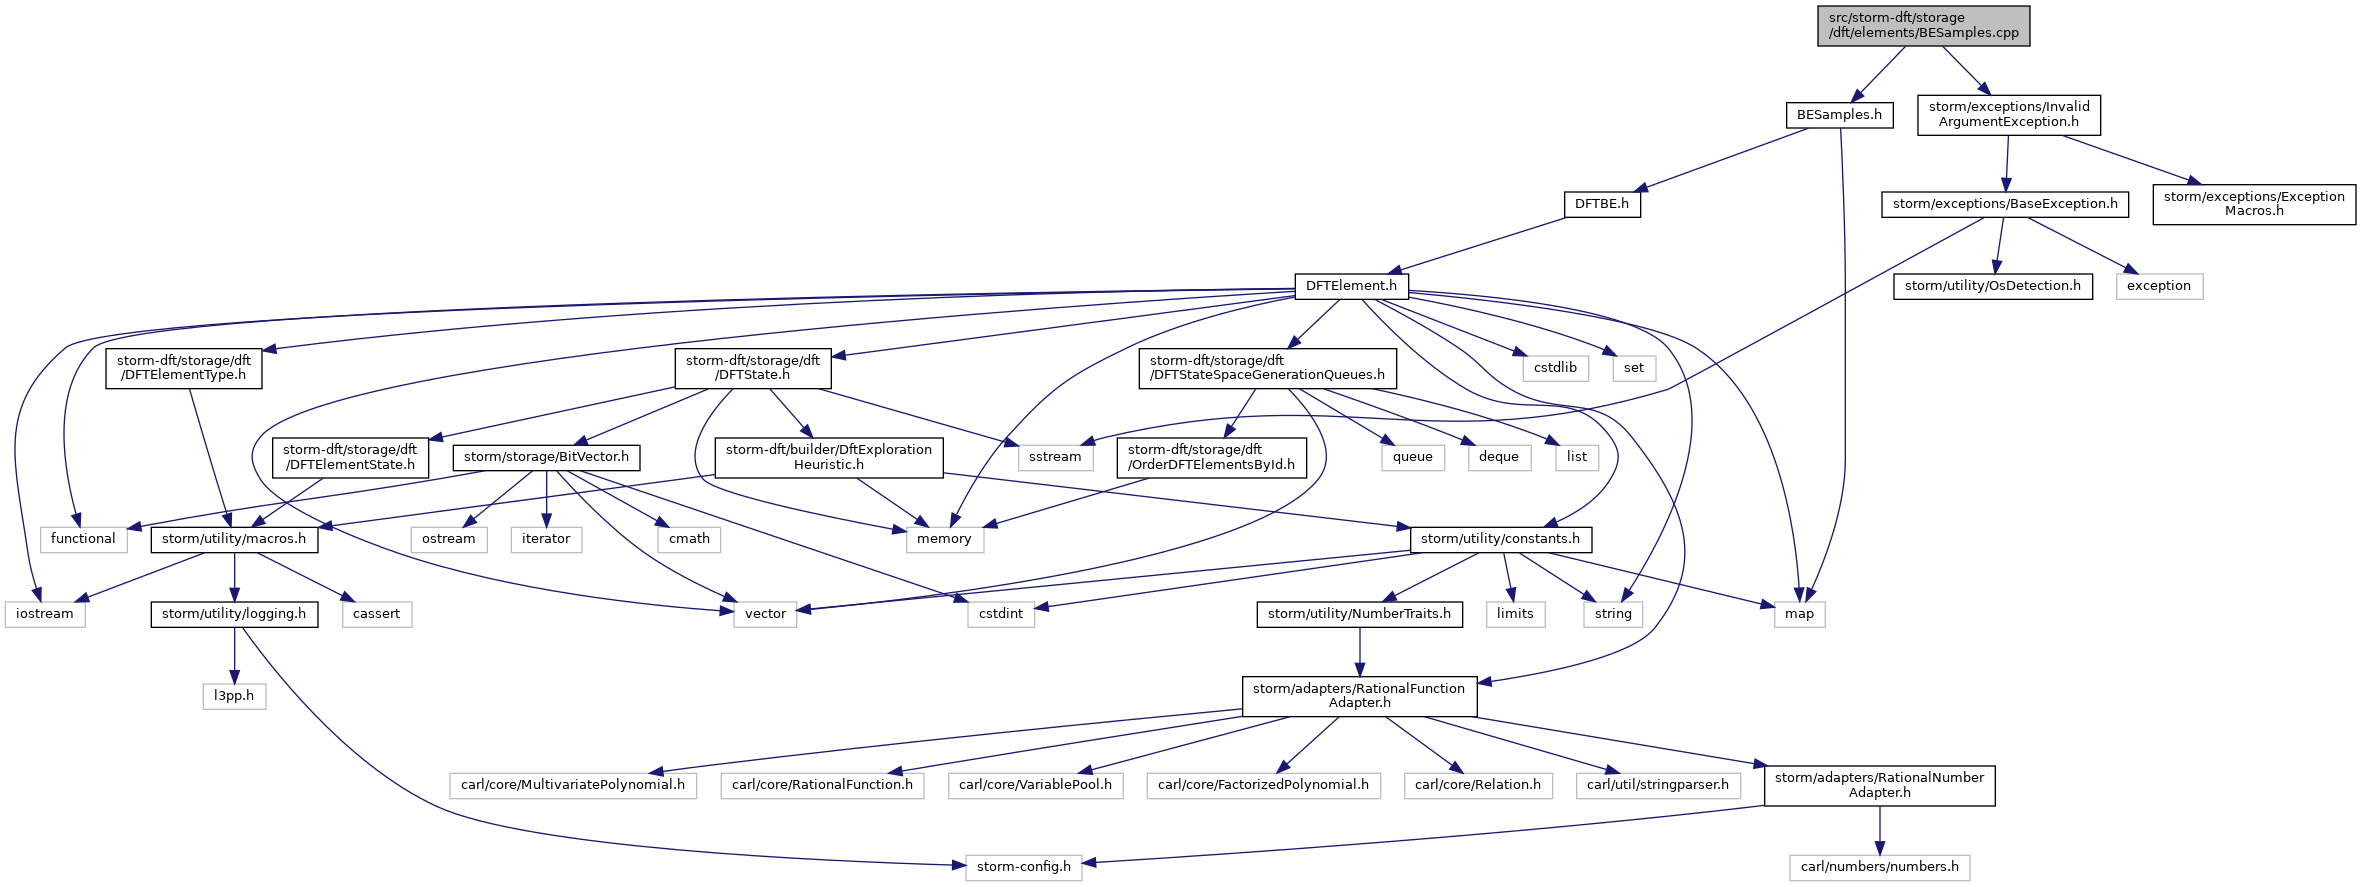 src/storm-dft/storage
/dft/elements/BESamples.cpp
BESamples.h
storm/exceptions/Invalid
ArgumentException.h
DFTBE.h
storm/exceptions/BaseException.h
storm/exceptions/Exception
Macros.h
DFTElement.h
storm/utility/OsDetection.h
exception
storm-dft/storage/dft
/DFTElementType.h
storm-dft/storage/dft
/DFTState.h
storm-dft/storage/dft
/DFTStateSpaceGenerationQueues.h
cstdlib
set
storm-dft/storage/dft
/DFTElementState.h
storm/storage/BitVector.h
storm-dft/builder/DftExploration
Heuristic.h
sstream
storm-dft/storage/dft
/OrderDFTElementsById.h
queue
deque
list
functional
storm/utility/macros.h
ostream
iterator
cmath
memory
storm/utility/constants.h
iostream
storm/utility/logging.h
cassert
vector
cstdint
storm/utility/NumberTraits.h
limits
string
map
l3pp.h
storm/adapters/RationalFunction
Adapter.h
carl/core/MultivariatePolynomial.h
carl/core/RationalFunction.h
carl/core/VariablePool.h
carl/core/FactorizedPolynomial.h
carl/core/Relation.h
carl/util/stringparser.h
storm/adapters/RationalNumber
Adapter.h
storm-config.h
carl/numbers/numbers.h